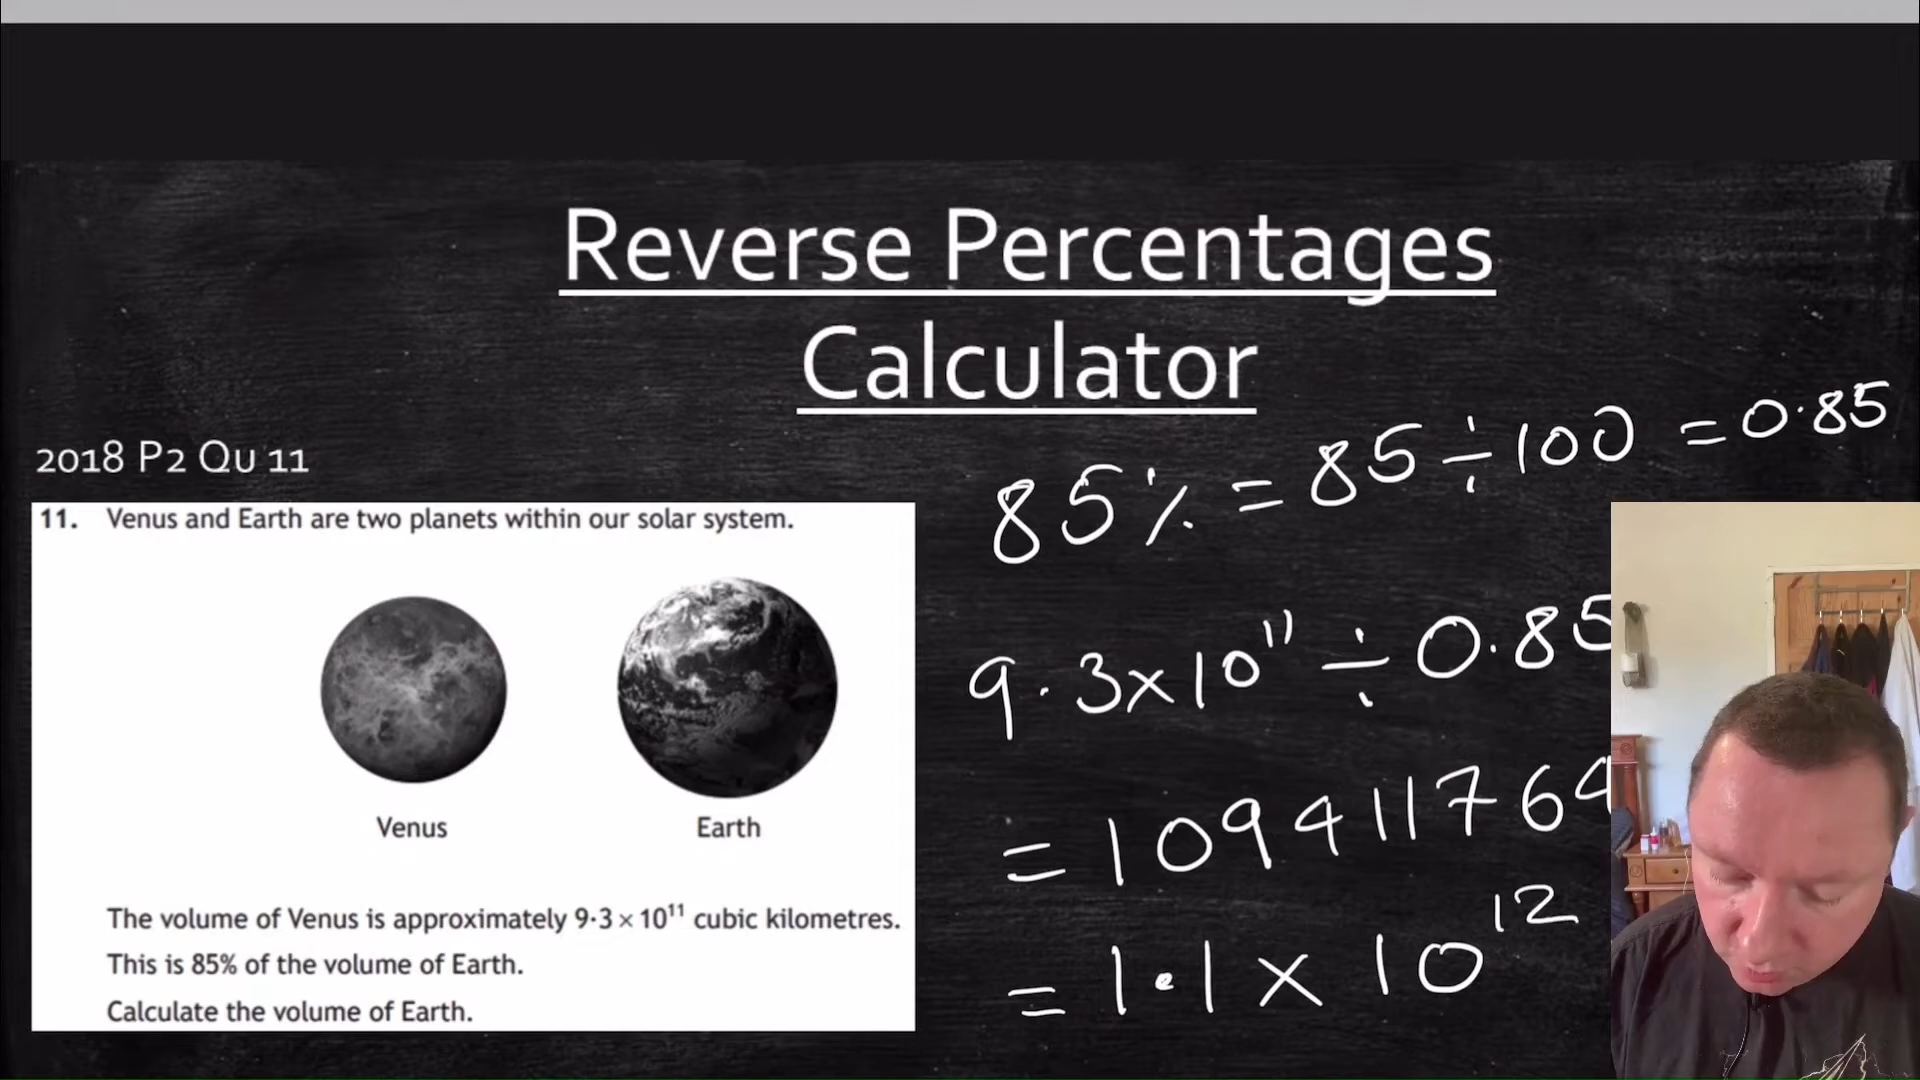 Reverse Percentages
Calculator
2018 P2 Qu 11
11. Venus and Earth are two planets within our solar system.
Venus
Earth
The volume of Venus is approximately 9·3 × 10¹¹ cubic kilometres.
This is 85% of the volume of Earth.
Calculate the volume of Earth.
85% = 85 ÷ 100 = 0·85
9·3 × 10¹¹ ÷ 0·85
= 109411764
= 1·1 × 10¹²